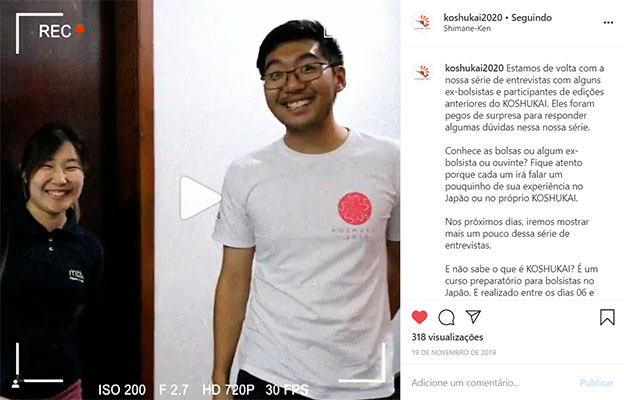 REC
mob
KOSHUKAI
ISO 200 F 2.7 HD 720P 30 FPS
koshukai2020 • Seguindo
Shimane-Ken
koshukai2020 Estamos de volta com a
nossa série de entrevistas com alguns
ex-bolsistas e participantes de edições
anteriores do KOSHUKAI. Eles foram
pegos de surpresa para responder
algumas dúvidas nessa nossa série.
Conhece as bolsas ou algum ex-
bolsista ou ouvinte? Fique atento
porque cada um irá falar um
pouquinho de sua experiência no
Japão ou no próprio KOSHUKAI.
Nos próximos dias, iremos mostrar
mais um pouco dessa série de
entrevistas.
E não sabe o que é KOSHUKAI? É um
curso preparatório para bolsistas no
Japão. E realizado entre os dias 06 e
318 visualizações
19 DE NOVEMBRO DE 2019
Adicione um comentário... Publicar